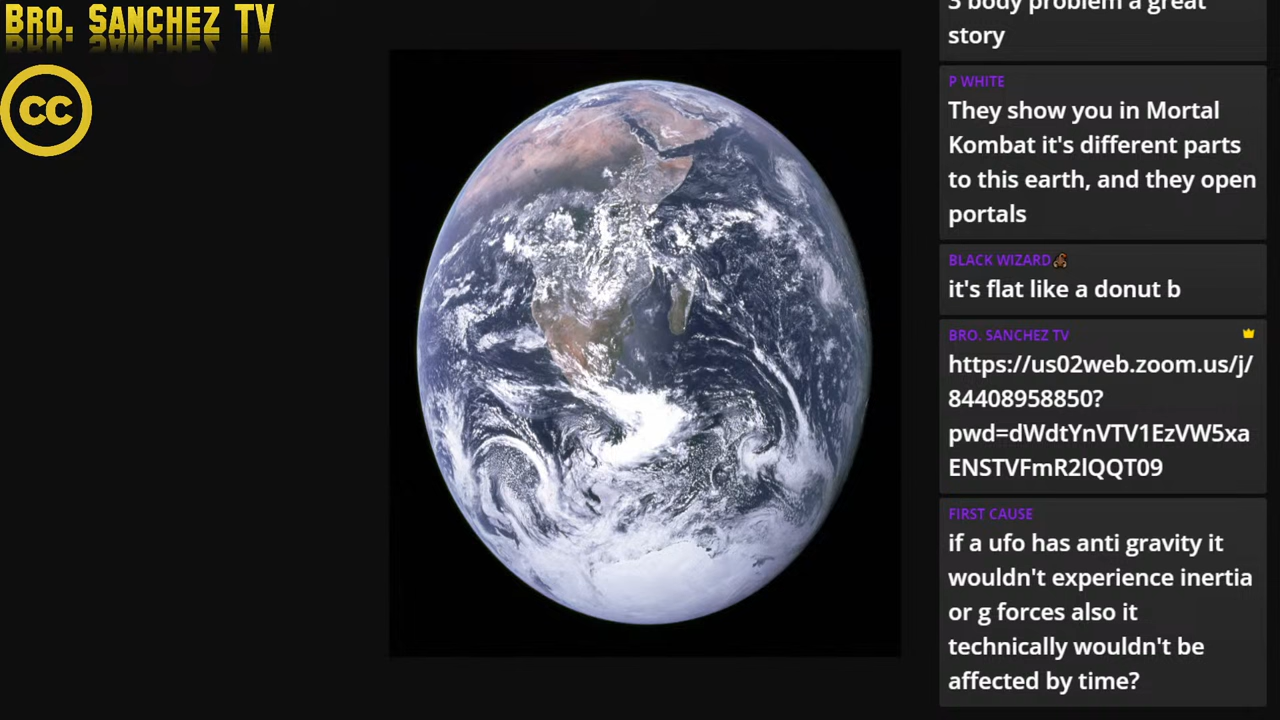 Bro. Sanchez TV
CC
3 body problem a great
story
P WHITE
They show you in Mortal
Kombat it's different parts
to this earth, and they open
portals
BLACK WIZARD
it's flat like a donut b
BRO. SANCHEZ TV
https://us02web.zoom.us/j/
84408958850?
pwd=dWdtYnVTV1EzVW5xa
ENSTVFmR2lQQT09
FIRST CAUSE
if a ufo has anti gravity it
wouldn't experience inertia
or g forces also it
technically wouldn't be
affected by time?